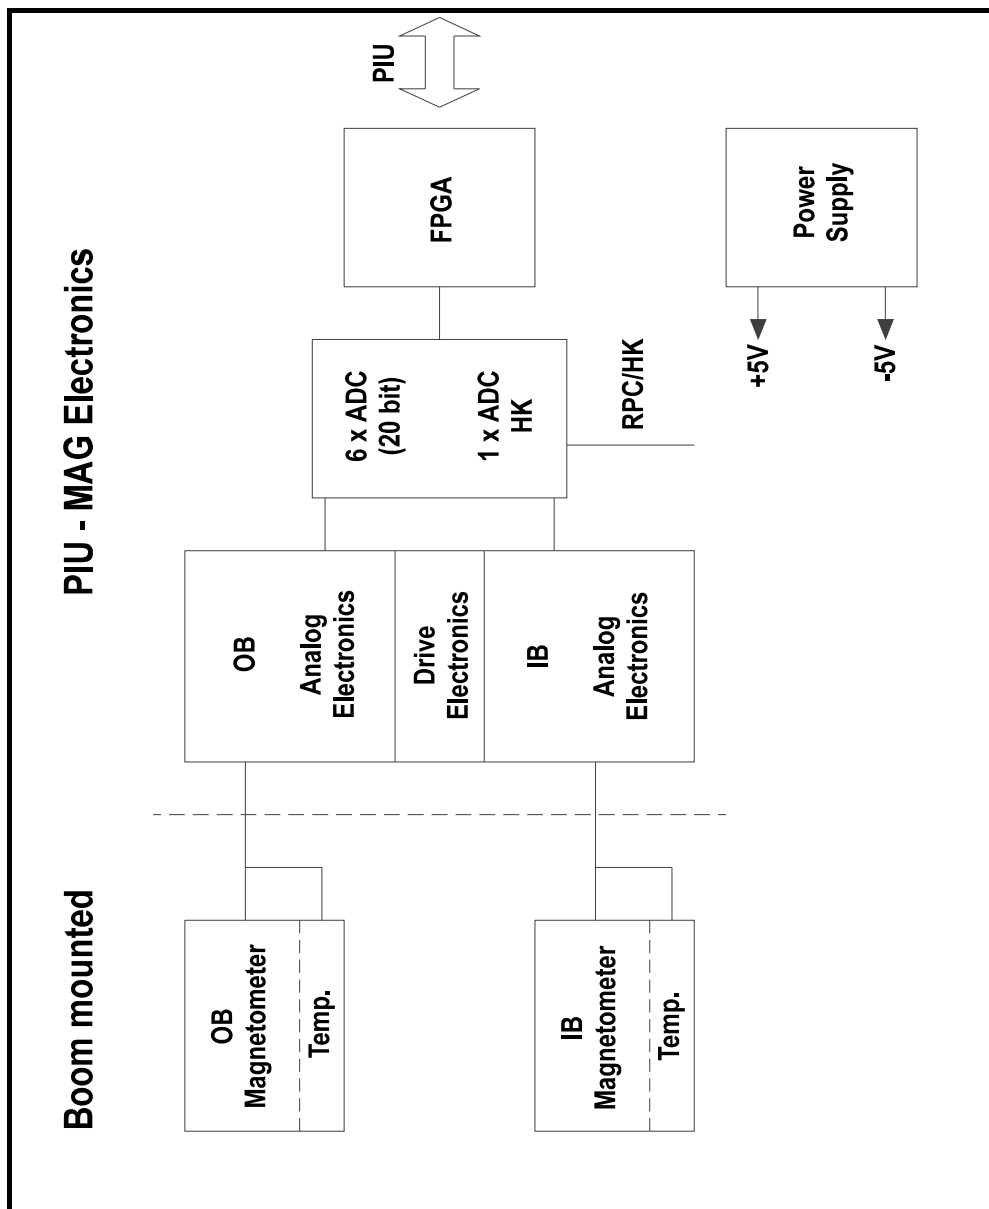 Boom mounted
PIU - MAG Electronics
OB
Magnetometer
Temp.
IB
Magnetometer
Temp.
OB
Analog
Electronics
Drive
Electronics
IB
Analog
Electronics
6 x ADC
(20 bit)
1 x ADC
HK
RPC/HK
FPGA
PIU
Power
Supply
+5V
-5V